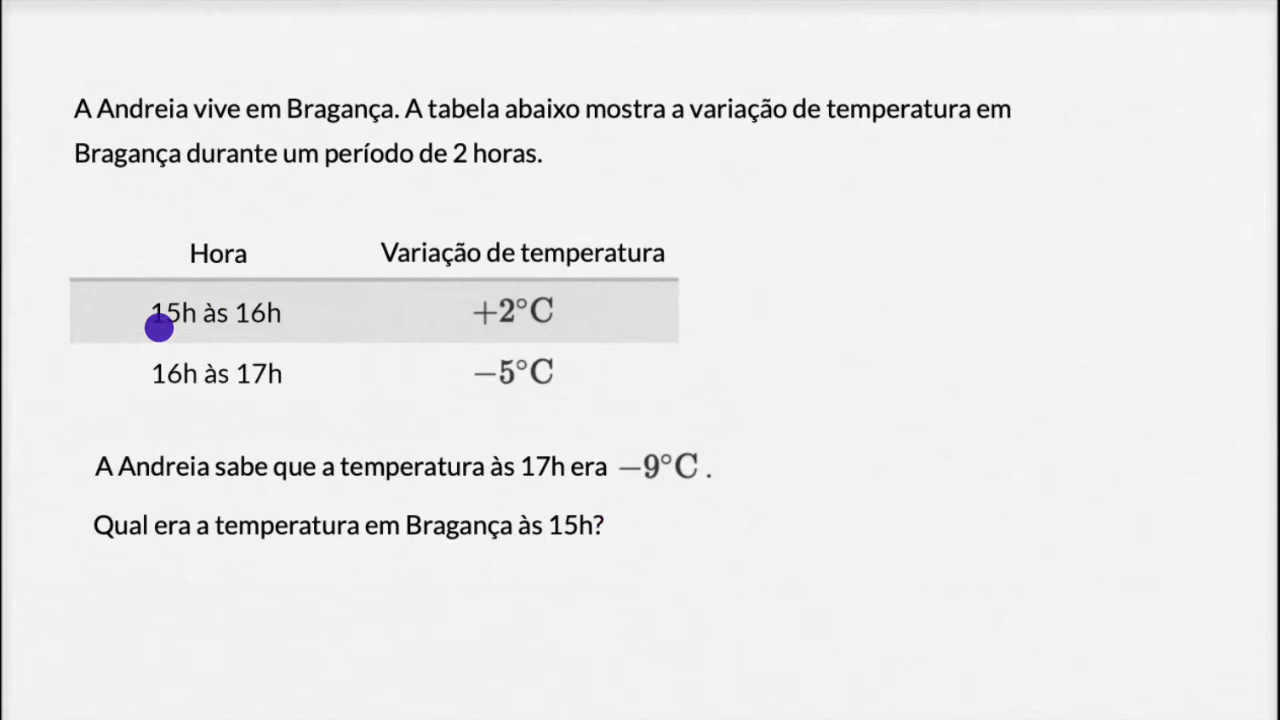 A Andreia vive em Bragança. A tabela abaixo mostra a variação de temperatura em
Bragança durante um período de 2 horas.
Hora Variação de temperatura
15h às 16h +2°C
16h às 17h −5°C
A Andreia sabe que a temperatura às 17h era −9°C .
Qual era a temperatura em Bragança às 15h?